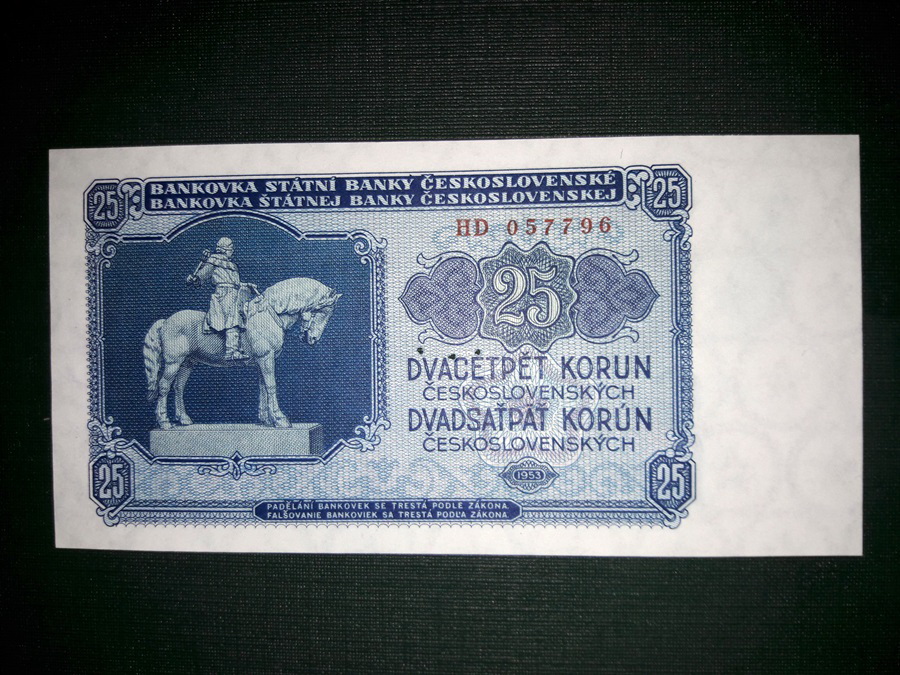 25
BANKOVKA STÁTNÍ BANKY ČESKOSLOVENSKÉ
BANKOVKA ŠTÁTNEJ BANKY ČESKOSLOVENSKEJ
25
HD 057796
25
DVACETPĚT KORUN
ČESKOSLOVENSKÝCH
DVADSAŤPÄŤ KORÚN
ČESKOSLOVENSKÝCH
1953
25
PADĚLÁNÍ BANKOVEK SE TRESTÁ PODLE ZÁKONA.
FALŠOVANIE BANKOVIEK SA TRESTÁ PODĽA ZÁKONA.
25